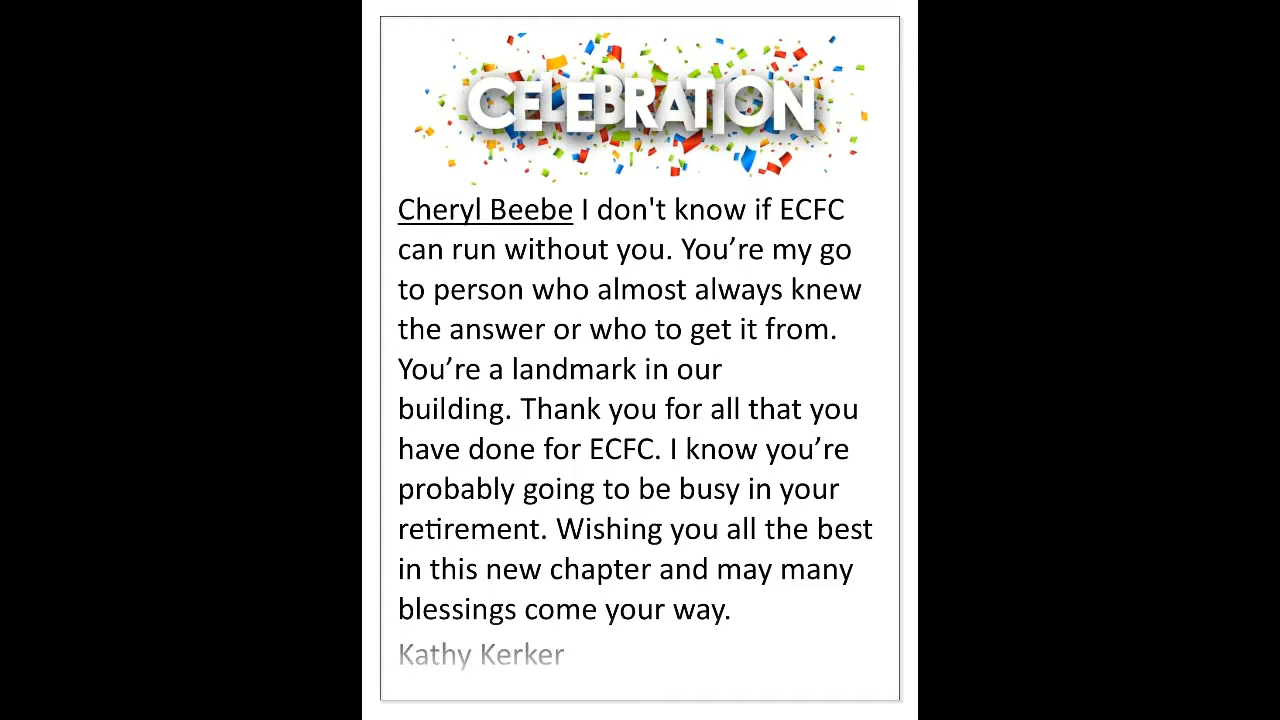 CELEBRATION
Cheryl Beebe I don't know if ECFC
can run without you. You’re my go
to person who almost always knew
the answer or who to get it from.
You’re a landmark in our
building. Thank you for all that you
have done for ECFC. I know you’re
probably going to be busy in your
retirement. Wishing you all the best
in this new chapter and may many
blessings come your way.
Kathy Kerker